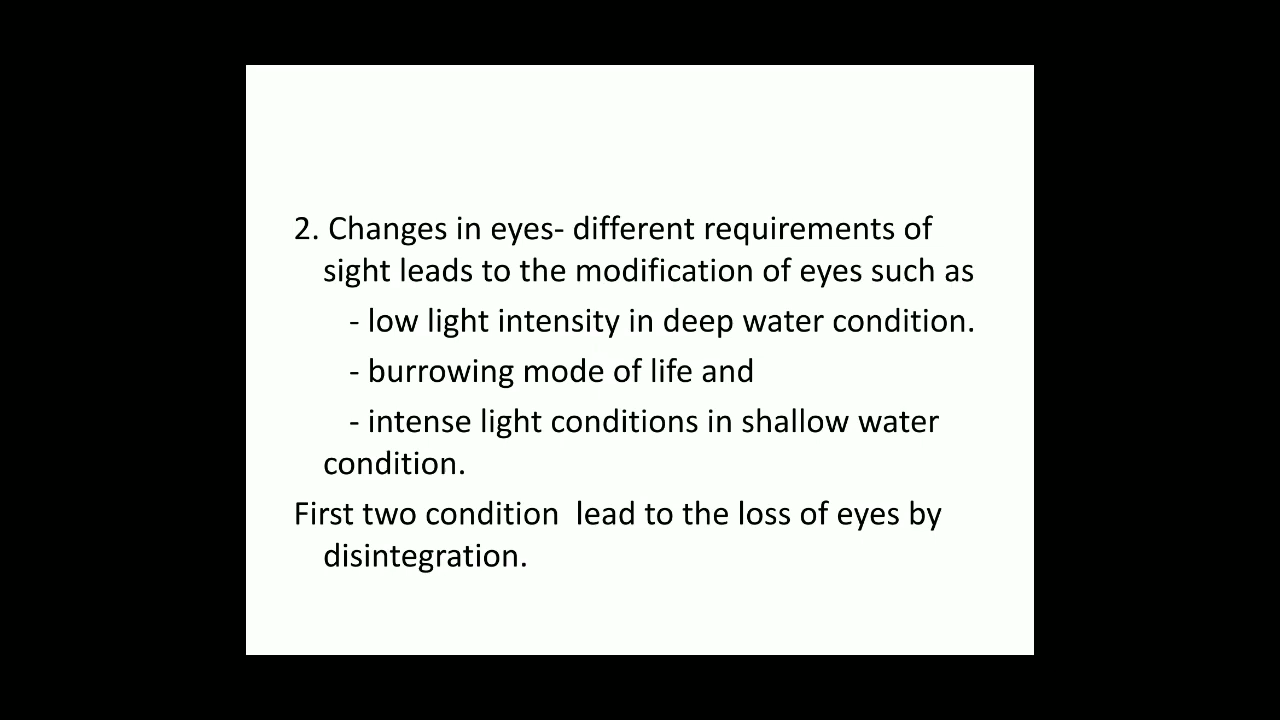 2. Changes in eyes- different requirements of
sight leads to the modification of eyes such as
- low light intensity in deep water condition.
- burrowing mode of life and
- intense light conditions in shallow water
condition.
First two condition  lead to the loss of eyes by
disintegration.